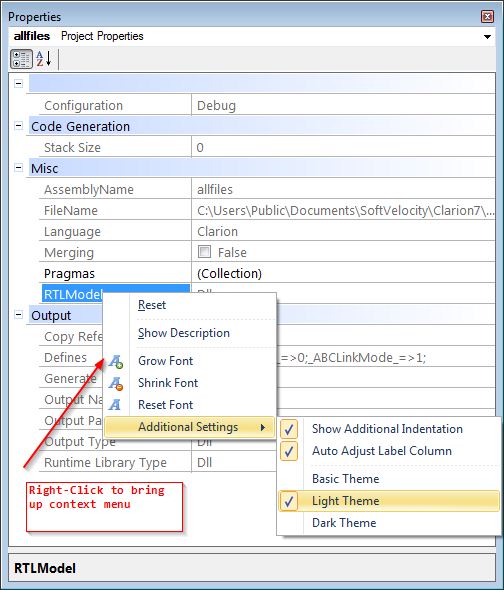 Properties
allfiles Project Properties
Configuration Debug
Code Generation
Stack Size 0
Misc
AssemblyName allfiles
FileName C:\Users\Public\Documents\SoftVelocity\Clarion7\...
Language Clarion
Merging False
Pragmas (Collection)
RTLModel Dll
Output
Copy Refe
Defines _=>0;_ABCLinkMode_=>1;
Generate
Output Na
Output Pa
Output Type Dll
Runtime Library Type Dll
Reset
Show Description
Grow Font
Shrink Font
Reset Font
Additional Settings
Show Additional Indentation
Auto Adjust Label Column
Basic Theme
Light Theme
Dark Theme
Right-Click to bring
up context menu
RTLModel